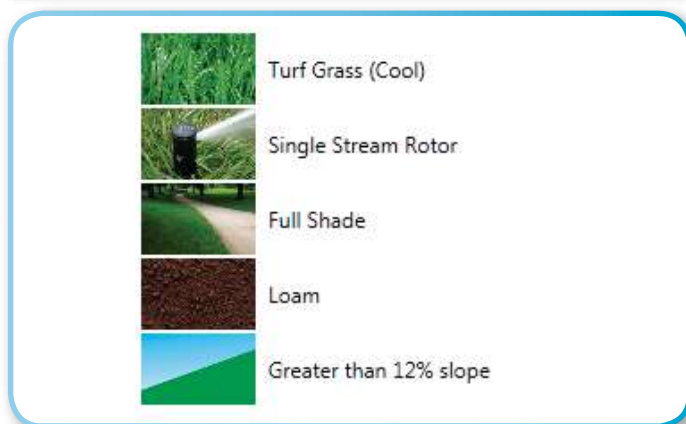 Turf Grass (Cool)
Single Stream Rotor
Full Shade
Loam
Greater than 12% slope